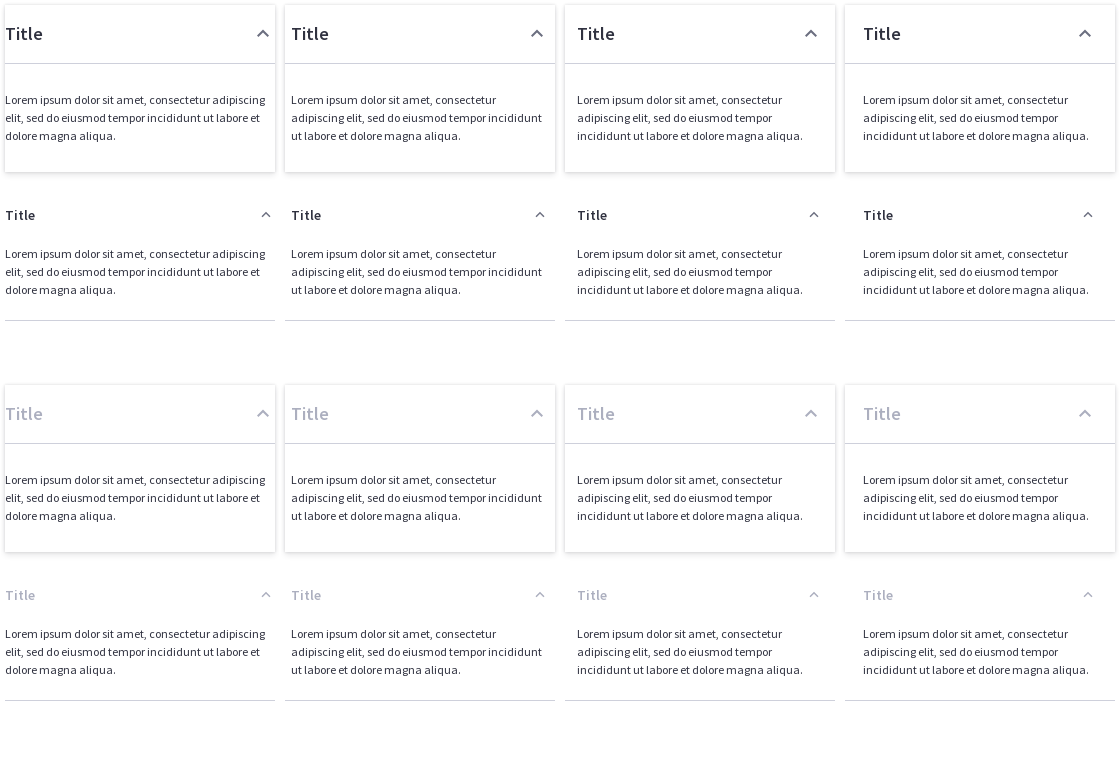 Title
Lorem ipsum dolor sit amet, consectetur adipiscing
elit, sed do eiusmod tempor incididunt ut labore et
dolore magna aliqua.
Title
Lorem ipsum dolor sit amet, consectetur
adipiscing elit, sed do eiusmod tempor incididunt
ut labore et dolore magna aliqua.
Title
Lorem ipsum dolor sit amet, consectetur
adipiscing elit, sed do eiusmod tempor
incididunt ut labore et dolore magna aliqua.
Title
Lorem ipsum dolor sit amet, consectetur
adipiscing elit, sed do eiusmod tempor
incididunt ut labore et dolore magna aliqua.
Title
Lorem ipsum dolor sit amet, consectetur adipiscing
elit, sed do eiusmod tempor incididunt ut labore et
dolore magna aliqua.
Title
Lorem ipsum dolor sit amet, consectetur
adipiscing elit, sed do eiusmod tempor incididunt
ut labore et dolore magna aliqua.
Title
Lorem ipsum dolor sit amet, consectetur
adipiscing elit, sed do eiusmod tempor
incididunt ut labore et dolore magna aliqua.
Title
Lorem ipsum dolor sit amet, consectetur
adipiscing elit, sed do eiusmod tempor
incididunt ut labore et dolore magna aliqua.
Title
Lorem ipsum dolor sit amet, consectetur adipiscing
elit, sed do eiusmod tempor incididunt ut labore et
dolore magna aliqua.
Title
Lorem ipsum dolor sit amet, consectetur
adipiscing elit, sed do eiusmod tempor incididunt
ut labore et dolore magna aliqua.
Title
Lorem ipsum dolor sit amet, consectetur
adipiscing elit, sed do eiusmod tempor
incididunt ut labore et dolore magna aliqua.
Title
Lorem ipsum dolor sit amet, consectetur
adipiscing elit, sed do eiusmod tempor
incididunt ut labore et dolore magna aliqua.
Title
Lorem ipsum dolor sit amet, consectetur adipiscing
elit, sed do eiusmod tempor incididunt ut labore et
dolore magna aliqua.
Title
Lorem ipsum dolor sit amet, consectetur
adipiscing elit, sed do eiusmod tempor incididunt
ut labore et dolore magna aliqua.
Title
Lorem ipsum dolor sit amet, consectetur
adipiscing elit, sed do eiusmod tempor
incididunt ut labore et dolore magna aliqua.
Title
Lorem ipsum dolor sit amet, consectetur
adipiscing elit, sed do eiusmod tempor
incididunt ut labore et dolore magna aliqua.